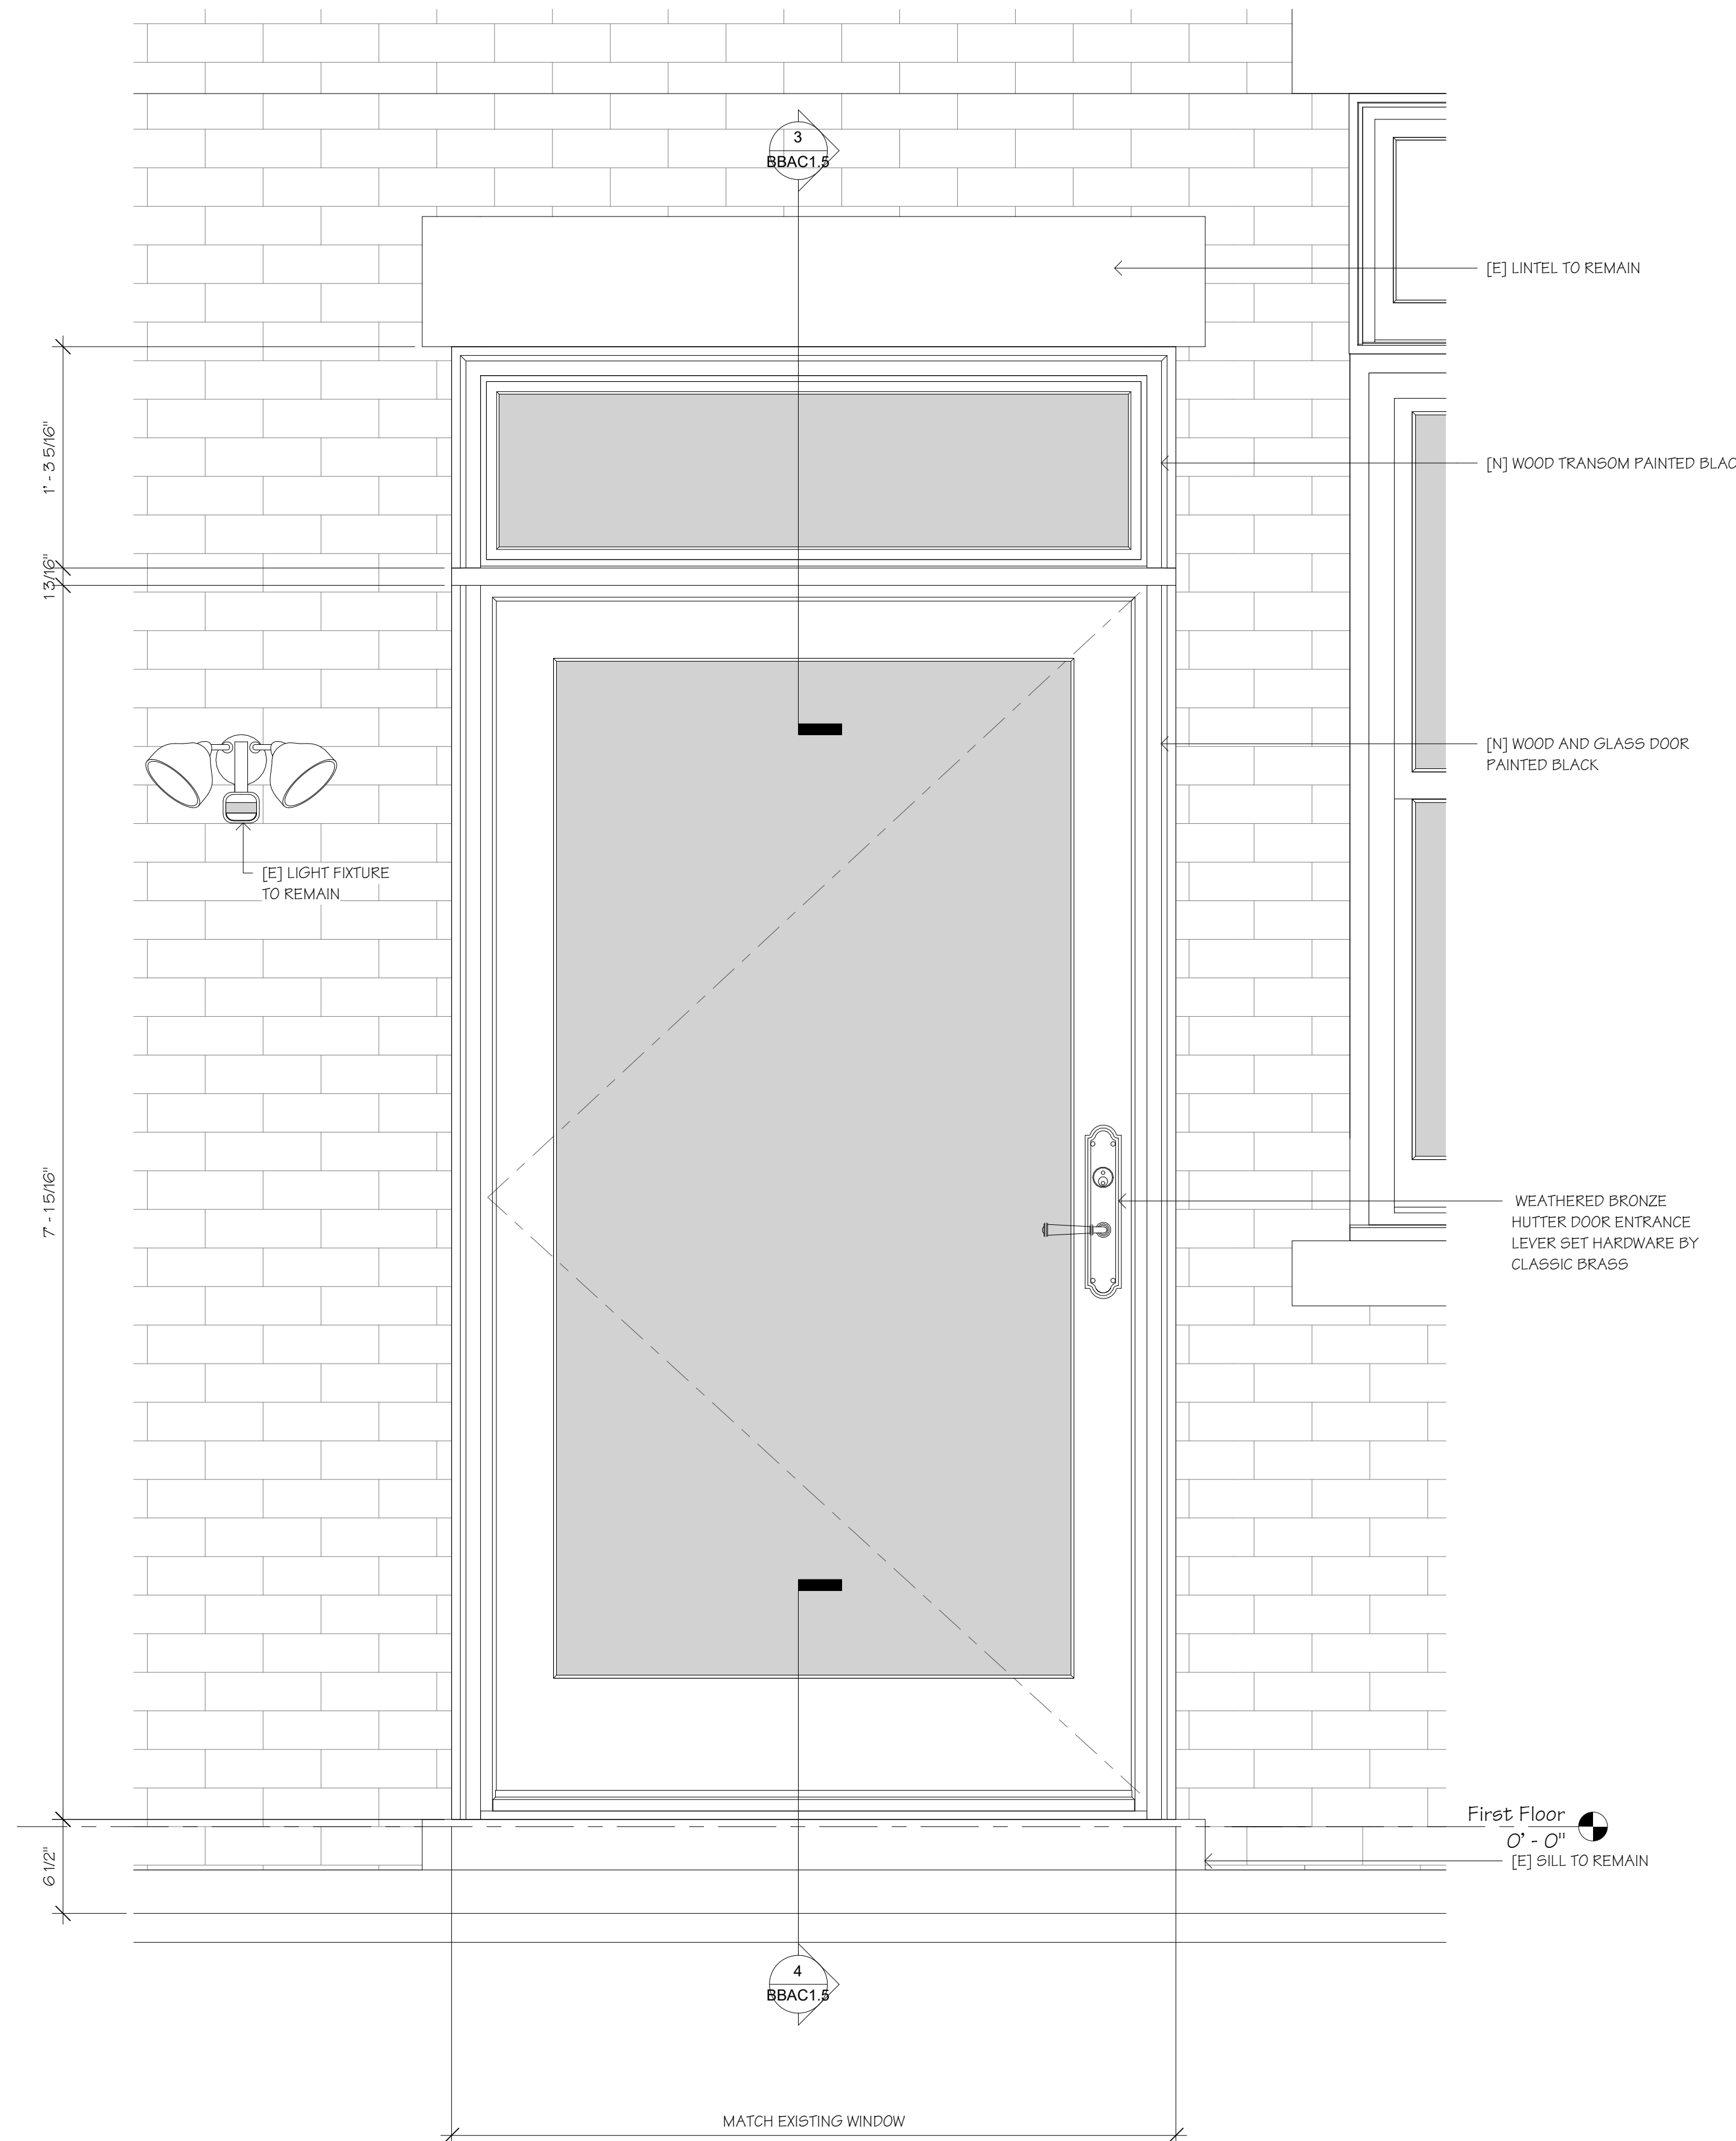 3
BBAC1.5
[E] LINTEL TO REMAIN
1' - 3 5/16"
[N] WOOD TRANSOM PAINTED BLAC
1 3/16"
[N] WOOD AND GLASS DOOR
PAINTED BLACK
[E] LIGHT FIXTURE
TO REMAIN
7' - 1 5/16"
WEATHERED BRONZE
HUTTER DOOR ENTRANCE
LEVER SET HARDWARE BY
CLASSIC BRASS
First Floor
0' - 0"
[E] SILL TO REMAIN
6 1/2"
4
BBAC1.5
MATCH EXISTING WINDOW